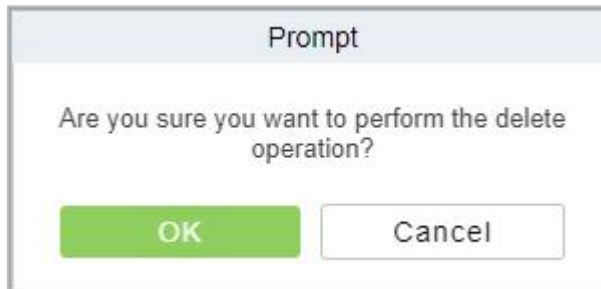 Prompt
Are you sure you want to perform the delete
operation?
OK
Cancel